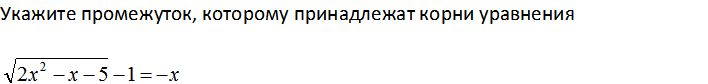 Укажите промежуток, которому принадлежат корни уравнения
√(2x² − x − 5) − 1 = −x